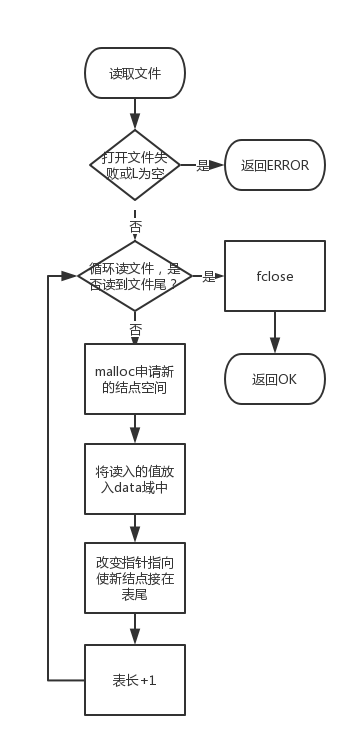 读取文件
打开文件失
败或L为空
是
返回ERROR
否
循环读文件，是
否读到文件尾？
是
fclose
否
malloc申请新
的结点空间
返回OK
将读入的值放
入data域中
改变指针指向
使新结点接在
表尾
表长+1